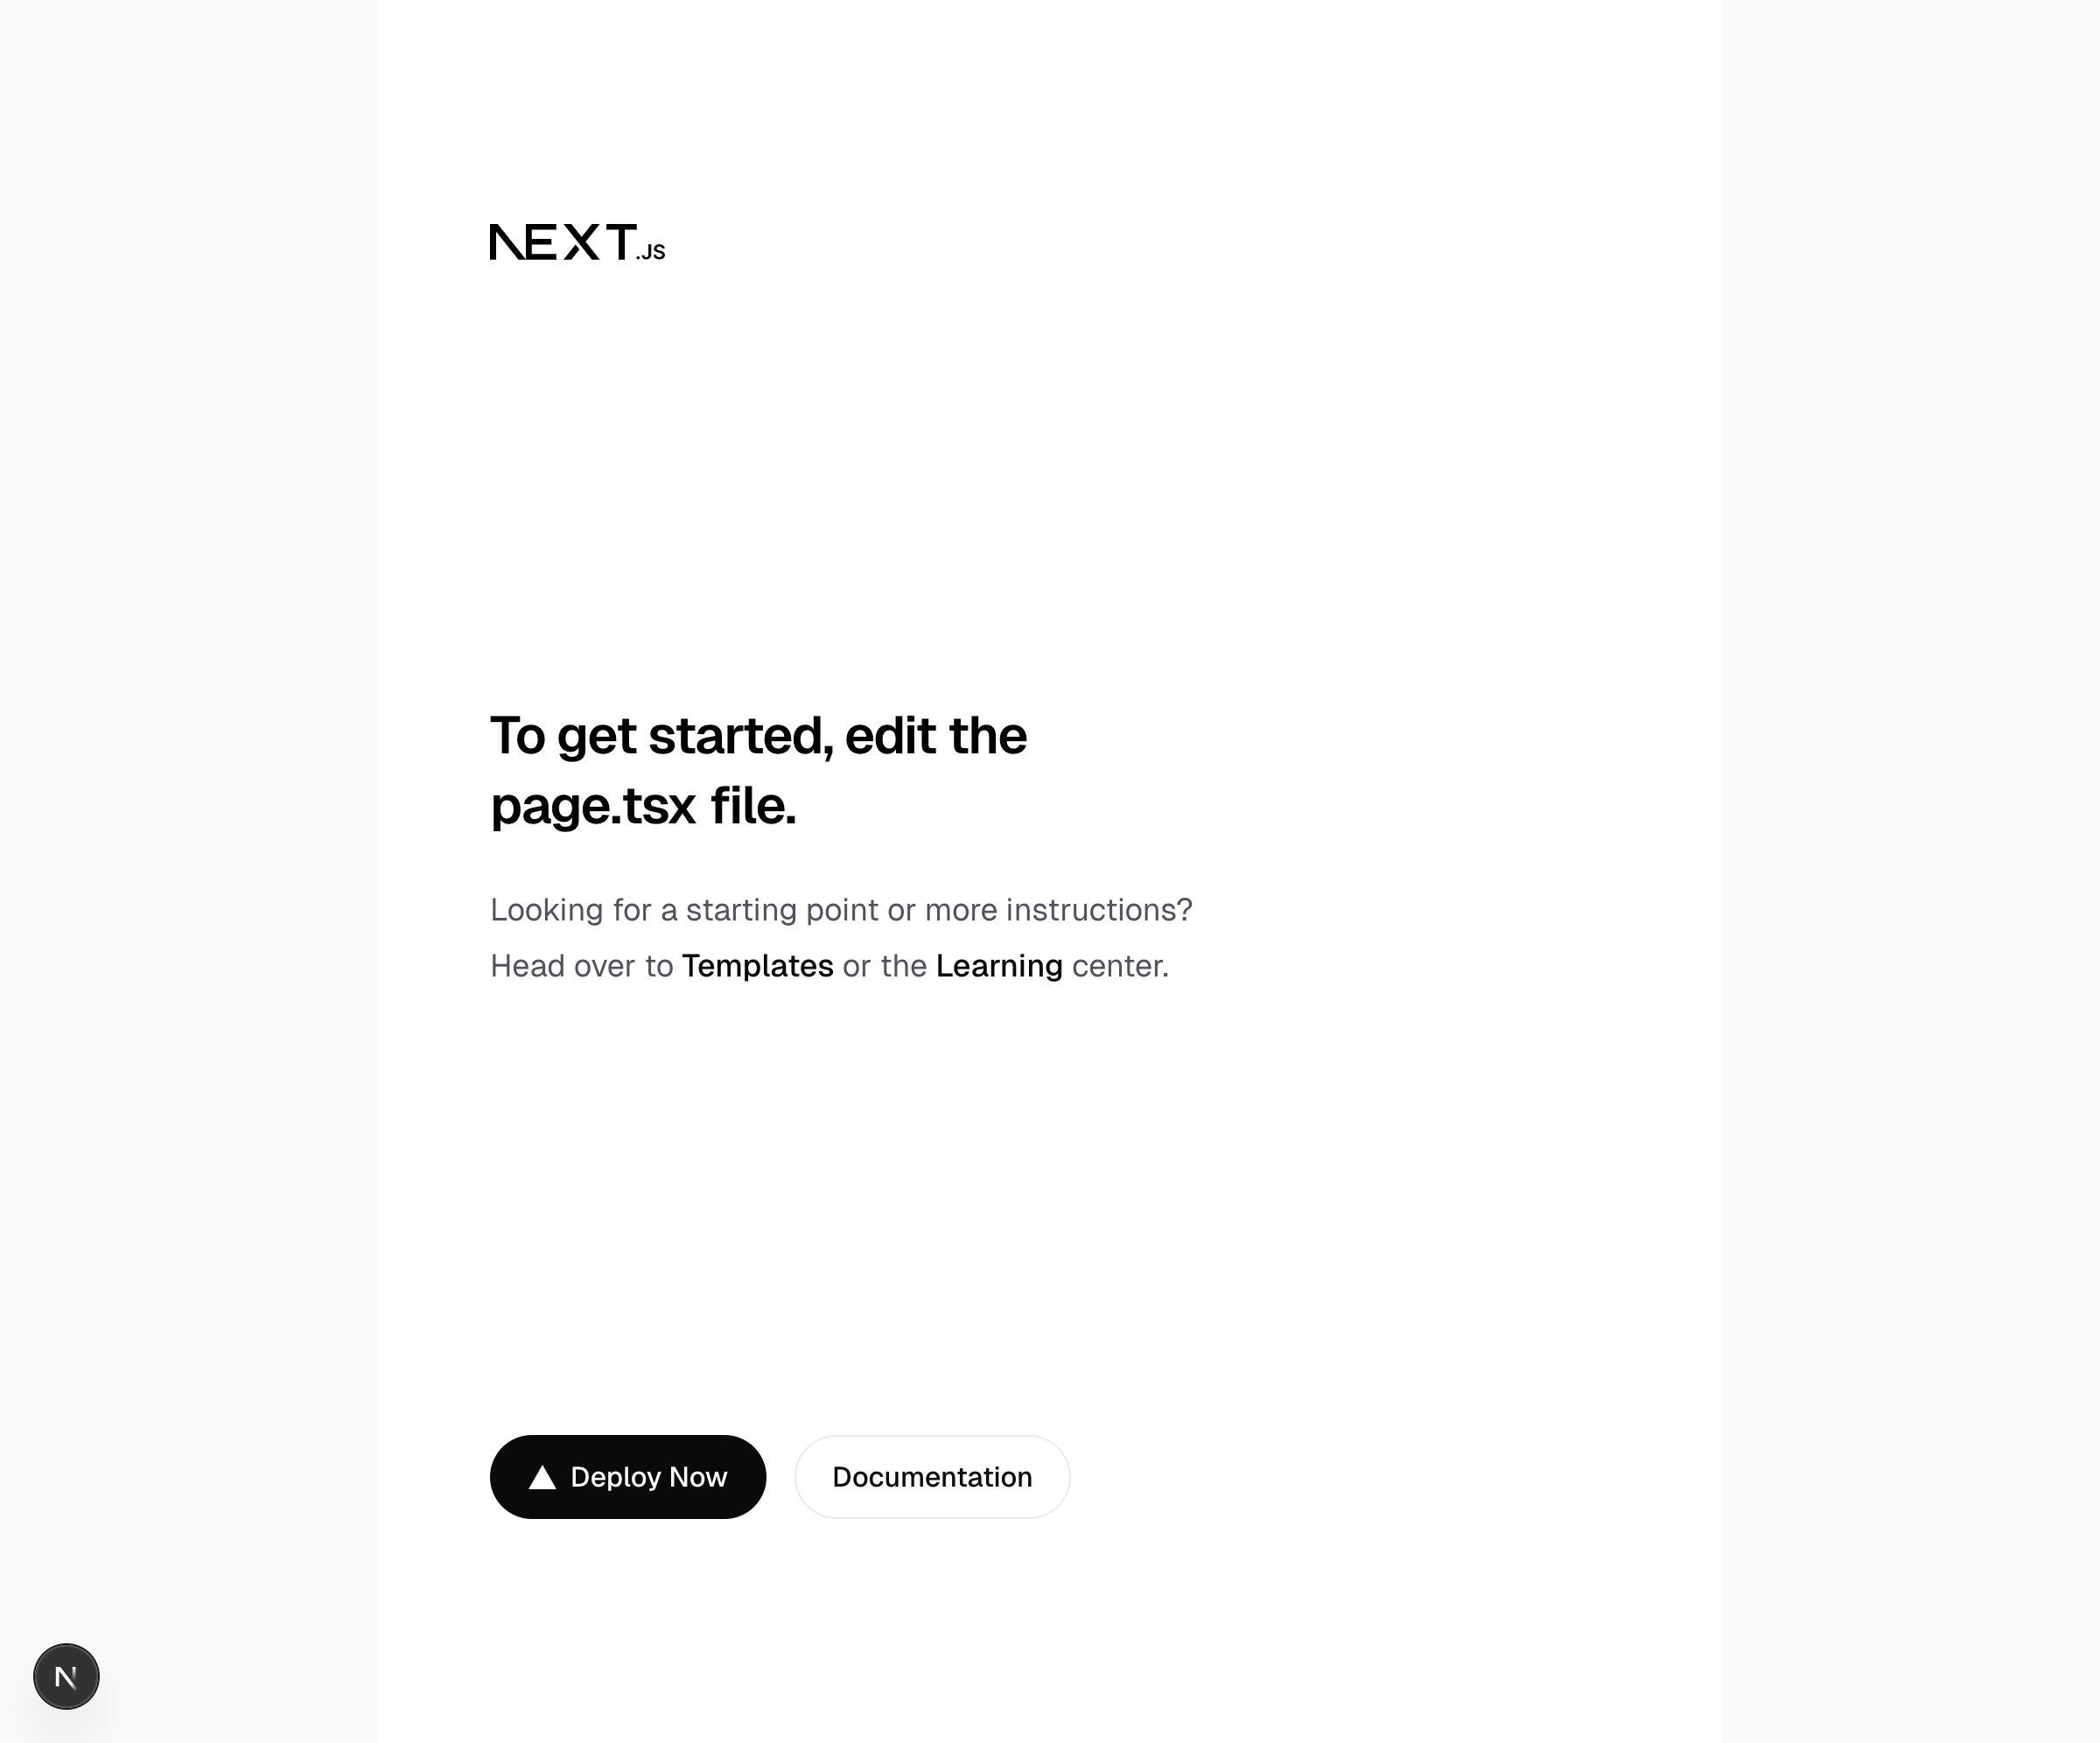 NEXT.JS
To get started, edit the
page.tsx file.
Looking for a starting point or more instructions?
Head over to Templates or the Learning center.
Deploy Now
Documentation
N